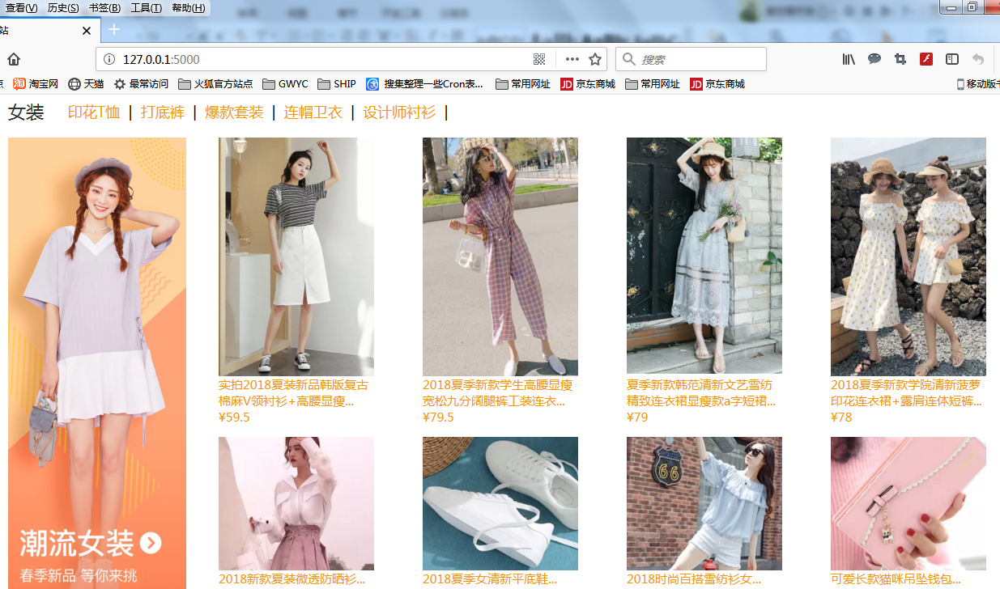 查看(V) 历史(S) 书签(B) 工具(T) 帮助(H)
站
127.0.0.1:5000
搜索
淘宝网 天猫 最常访问 火狐官方站点 GWYC SHIP 搜集整理一些Cron表... 常用网址 JD 京东商城 常用网址 JD 京东商城 移动版书
女装 印花T恤 | 打底裤 | 爆款套装 | 连帽卫衣 | 设计师衬衫 |
潮流女装
春季新品 等你来挑
实拍2018夏装新品韩版复古
棉麻V领衬衫+高腰显瘦...
¥59.5
2018夏季新款学生高腰显瘦
宽松九分阔腿裤工装连衣...
¥79.5
夏季新款韩范清新文艺雪纺
精致连衣裙显瘦款a字短裙...
¥79
2018夏季新款学院清新菠萝
印花连衣裙+露肩连体短裤...
¥78
66
2018新款夏装微透防晒衫...
2018夏季女清新平底鞋...
2018时尚百搭雪纺衫女...
可爱长款猫咪吊坠钱包...